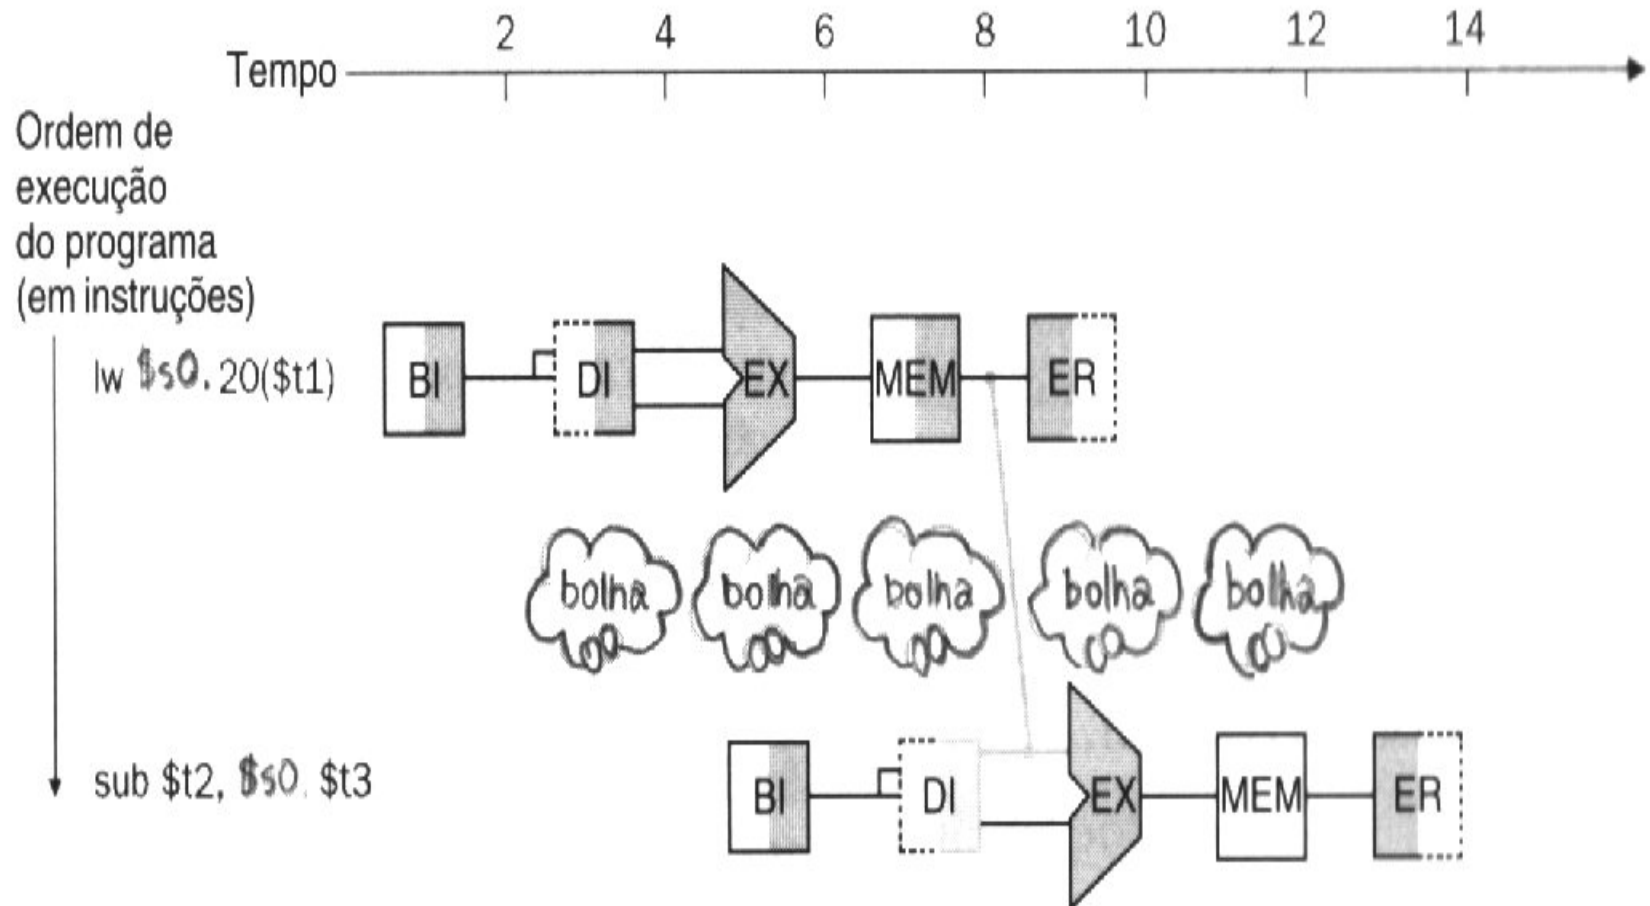 2 4 6 8 10 12 14
Tempo
Ordem de
execução
do programa
(em instruções)
lw $s0. 20($t1)
BI DI EX MEM ER
bolha bolha bolha bolha bolha
sub $t2, $s0. $t3
BI DI EX MEM ER